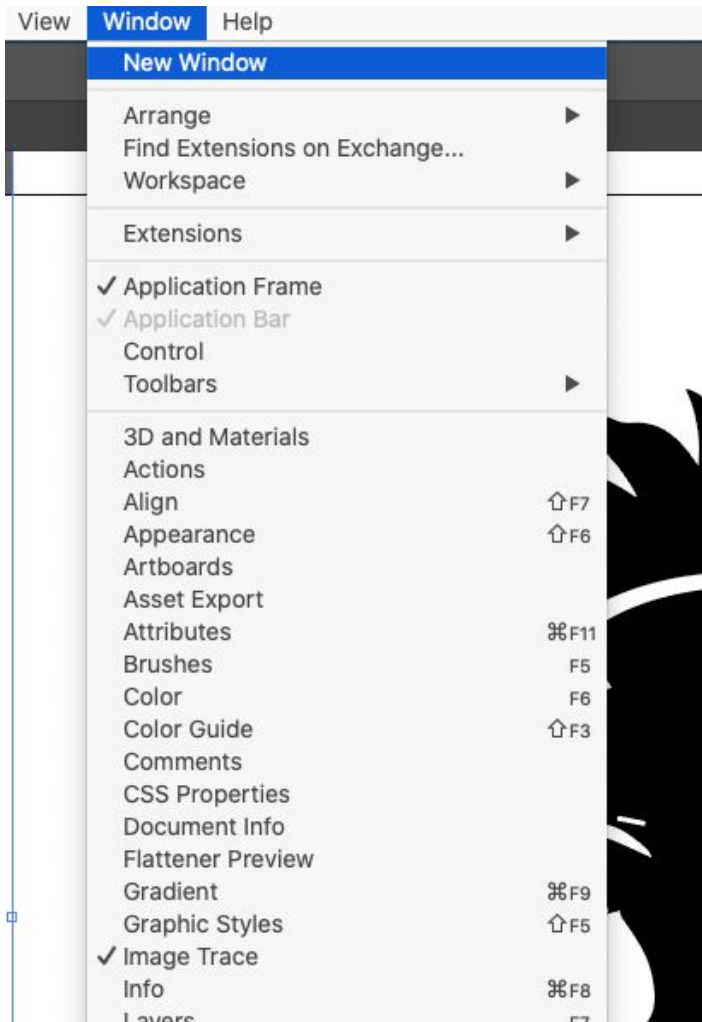 View Window Help
New Window
Arrange ▶
Find Extensions on Exchange...
Workspace ▶
Extensions ▶
✓ Application Frame
✓ Application Bar
Control
Toolbars ▶
3D and Materials
Actions
Align ⇧F7
Appearance ⇧F6
Artboards
Asset Export
Attributes ⌘F11
Brushes F5
Color F6
Color Guide ⇧F3
Comments
CSS Properties
Document Info
Flattener Preview
Gradient ⌘F9
Graphic Styles ⇧F5
✓ Image Trace
Info ⌘F8
Layers F7